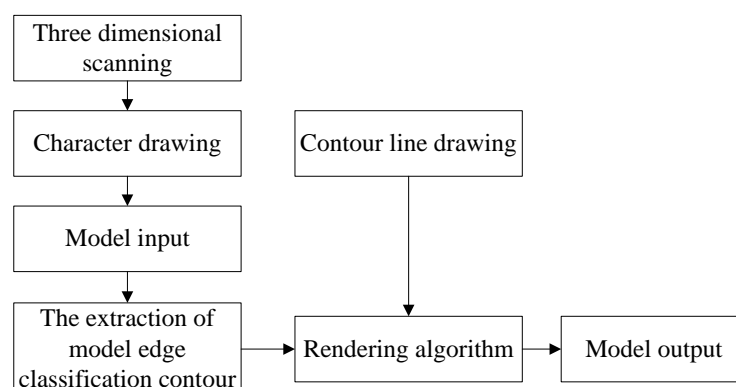 Three dimensional
scanning
Character drawing
Contour line drawing
Model input
The extraction of
model edge
classification contour
Rendering algorithm
Model output